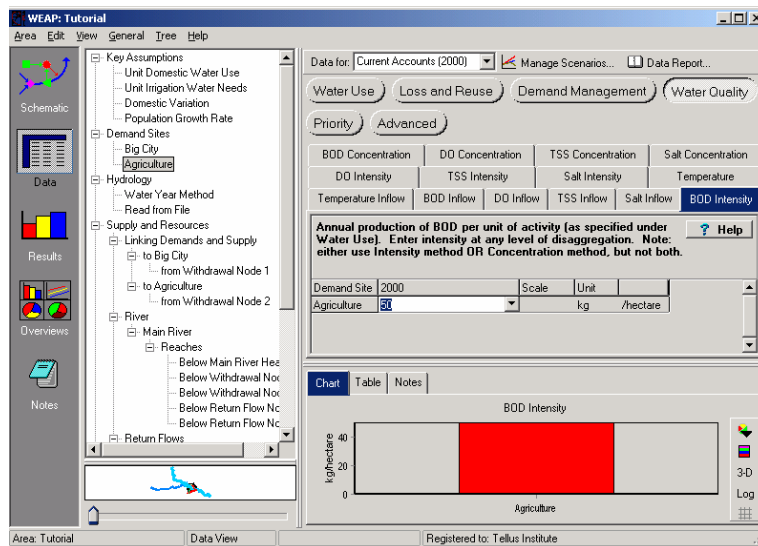 WEAP: Tutorial
Area Edit View General Tree Help
Schematic
Data
Results
Overviews
Notes
Key Assumptions
Unit Domestic Water Use
Unit Irrigation Water Needs
Domestic Variation
Population Growth Rate
Demand Sites
Big City
Agriculture
Hydrology
Water Year Method
Read from File
Supply and Resources
Linking Demands and Supply
to Big City
from Withdrawal Node 1
to Agriculture
from Withdrawal Node 2
River
Main River
Reaches
Below Main River Hea
Below Withdrawal Noc
Below Withdrawal Noc
Below Return Flow Nc
Below Return Flow Nc
Return Flows
Data for: Current Accounts (2000) Manage Scenarios... Data Report...
Water Use Loss and Reuse Demand Management Water Quality
Priority Advanced
BOD Concentration DO Concentration TSS Concentration Salt Concentration
DO Intensity TSS Intensity Salt Intensity Temperature
Temperature Inflow BOD Inflow DO Inflow TSS Inflow Salt Inflow BOD Intensity
Annual production of BOD per unit of activity (as specified under
Water Use). Enter intensity at any level of disaggregation. Note:
either use Intensity method OR Concentration method, but not both.
? Help
Demand Site 2000 Scale Unit
Agriculture 50 kg /hectare
Chart Table Notes
BOD Intensity
kg/hectare
40
20
0
Agriculture
3-D
Log
Area: Tutorial Data View Registered to: Tellus Institute